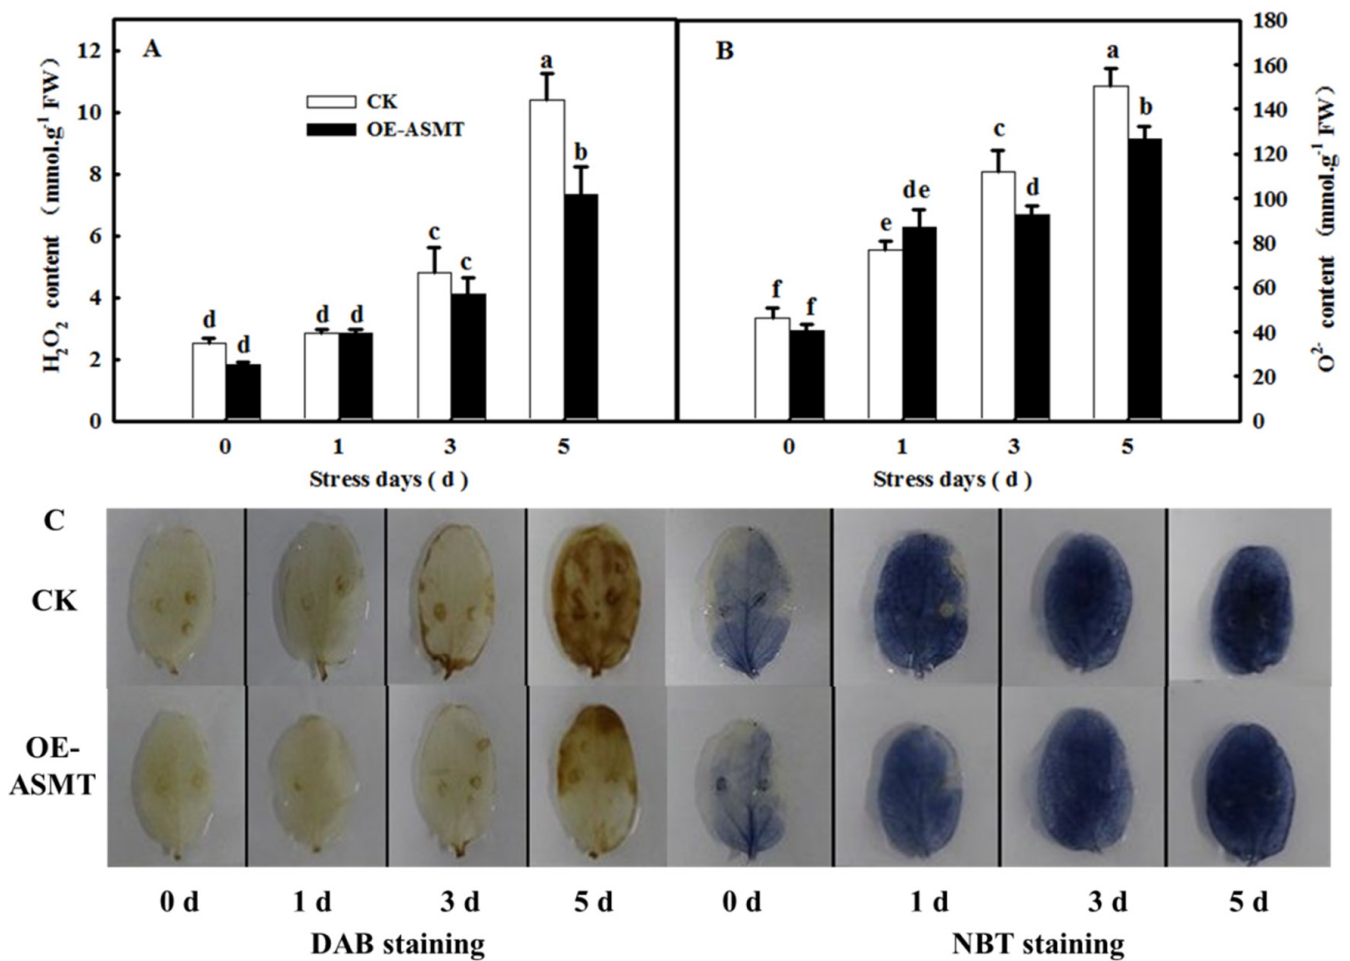 A
H2O2 content (mmol.g-1 FW)
12
10
8
6
4
2
0
CK
OE-ASMT
d
d
d
d
c
c
a
b
0
1
3
5
Stress days ( d )
B
180
160
140
120
100
80
60
40
20
0
O2- content (mmol.g-1 FW)
f
f
e
de
c
d
a
b
0
1
3
5
Stress days ( d )
C
CK
OE-
ASMT
0 d 1 d 3 d 5 d 0 d 1 d 3 d 5 d
DAB staining NBT staining